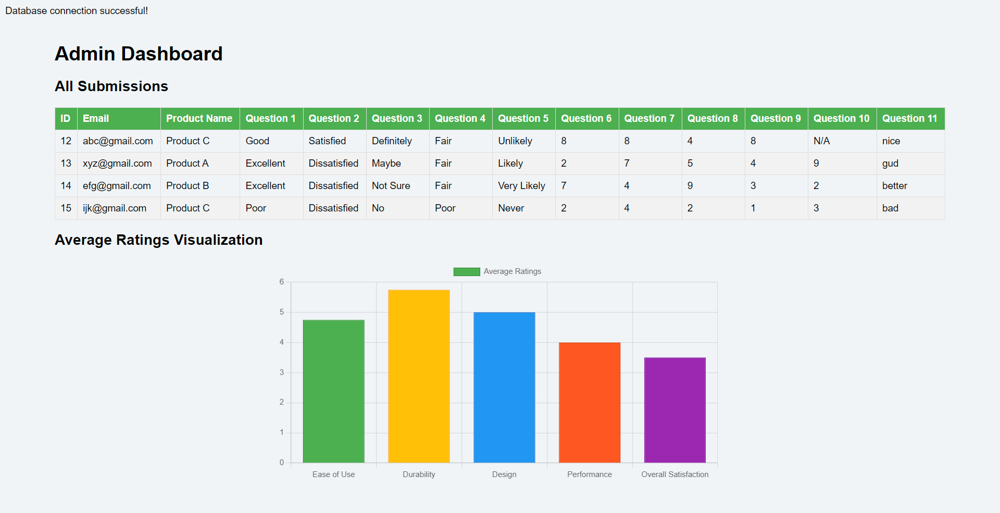 Database connection successful!
Admin Dashboard
All Submissions
ID Email Product Name Question 1 Question 2 Question 3 Question 4 Question 5 Question 6 Question 7 Question 8 Question 9 Question 10 Question 11
12 abc@gmail.com Product C Good Satisfied Definitely Fair Unlikely 8 8 4 8 N/A nice
13 xyz@gmail.com Product A Excellent Dissatisfied Maybe Fair Likely 2 7 5 4 9 gud
14 efg@gmail.com Product B Excellent Dissatisfied Not Sure Fair Very Likely 7 4 9 3 2 better
15 ijk@gmail.com Product C Poor Dissatisfied No Poor Never 2 4 2 1 3 bad
Average Ratings Visualization
Average Ratings
6
5
4
3
2
1
0
Ease of Use Durability Design Performance Overall Satisfaction